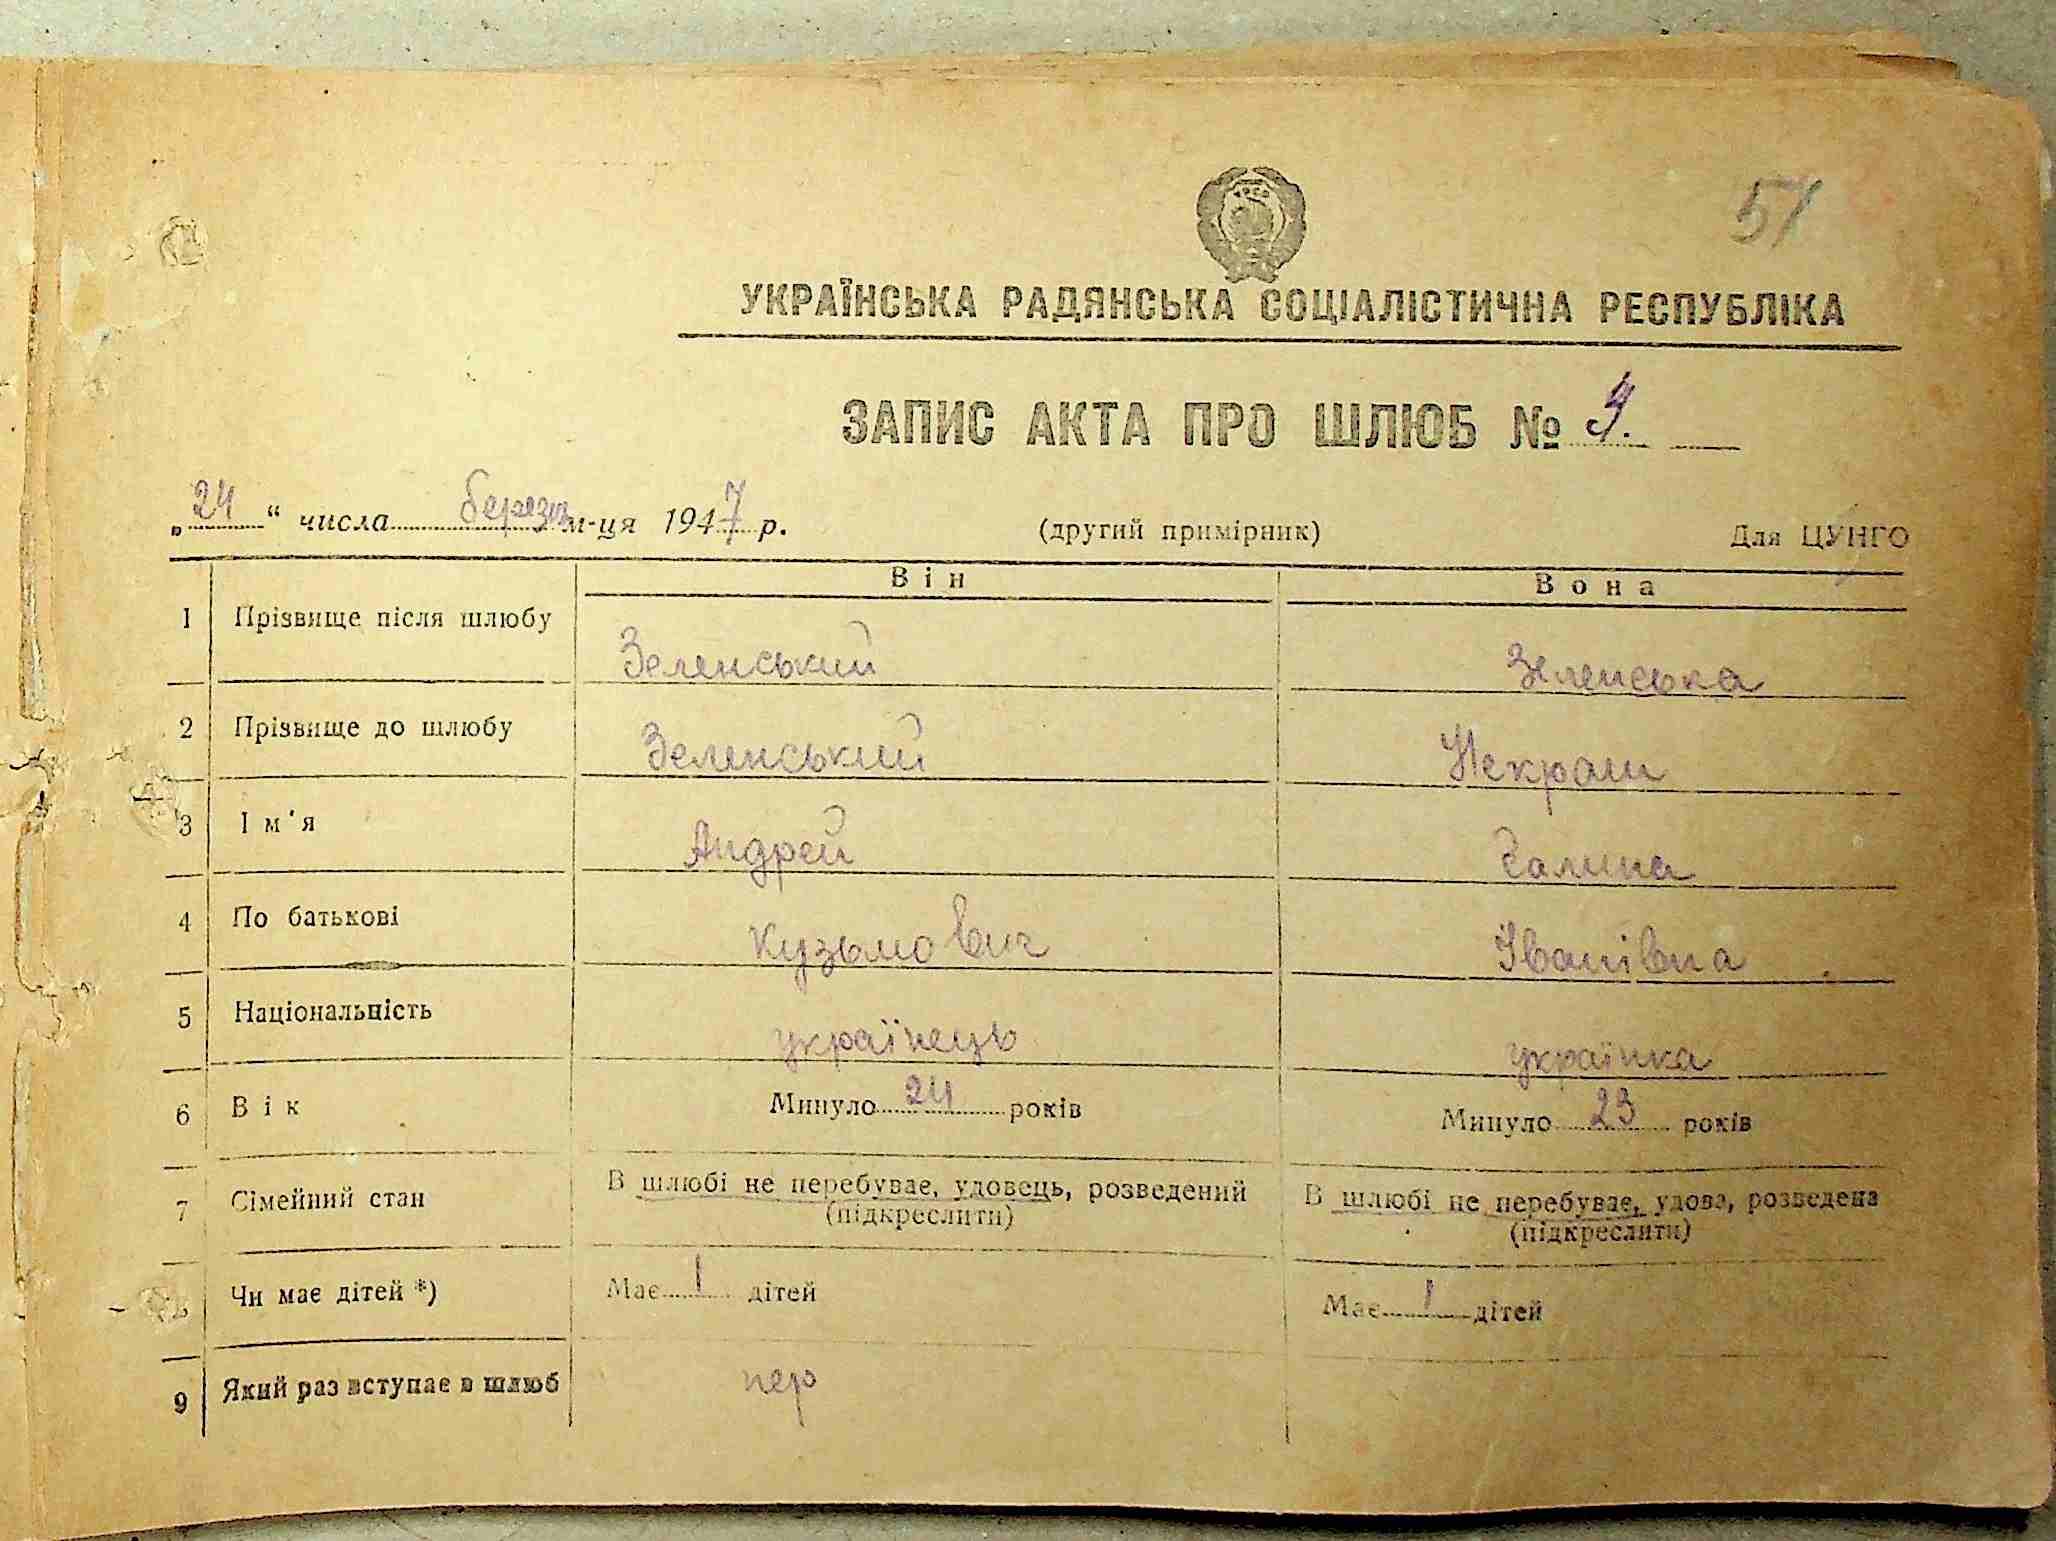 51
УКРАЇНСЬКА РАДЯНСЬКА СОЦІАЛІСТИЧНА РЕСПУБЛІКА
ЗАПИС АКТА ПРО ШЛЮБ № 9.
„24“ числа березня м-ця 1947 р. (другий примірник) Для ЦУНГО
Він Вона
1 Прізвище після шлюбу Зеленський Зеленська
2 Прізвище до шлюбу Зеленський Некраш
3 Ім'я Андрей Галина
4 По батькові Кузьмович Іванівна
5 Національність українець українка
6 Вік Минуло 24 років Минуло 23 років
7 Сімейний стан В шлюбі не перебуває, удовець, розведений В шлюбі не перебуває, удова, розведена
(підкреслити) (підкреслити)
Чи має дітей *) Має 1 дітей Має 1 дітей
9 Який раз вступає в шлюб пер